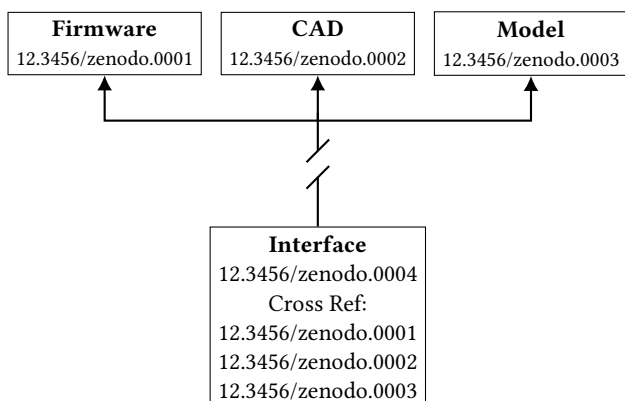 Firmware
12.3456/zenodo.0001
CAD
12.3456/zenodo.0002
Model
12.3456/zenodo.0003
Interface
12.3456/zenodo.0004
Cross Ref:
12.3456/zenodo.0001
12.3456/zenodo.0002
12.3456/zenodo.0003